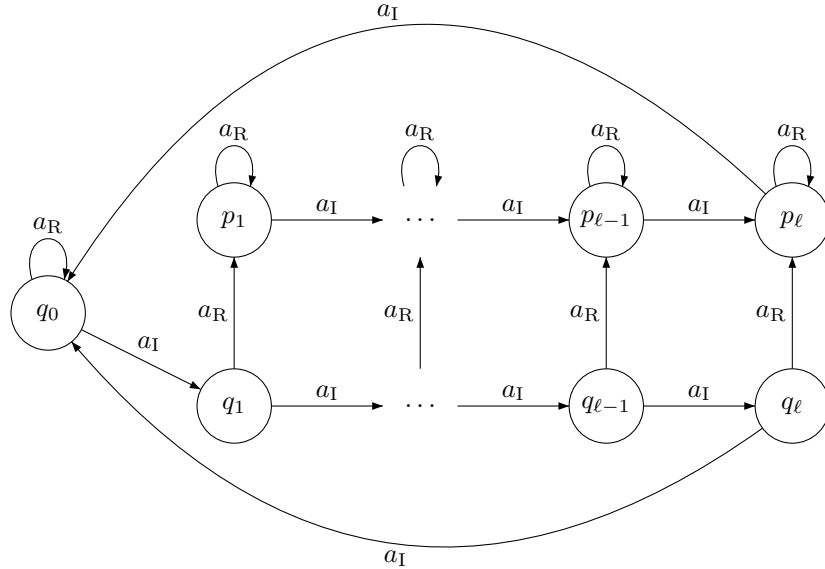 a_I
a_R a_R a_R a_R
p_1 a_I ⋯ a_I p_{ℓ−1} a_I p_ℓ
a_R
q_0
a_R a_R a_R a_R
a_I
q_1 a_I ⋯ a_I q_{ℓ−1} a_I q_ℓ
a_I